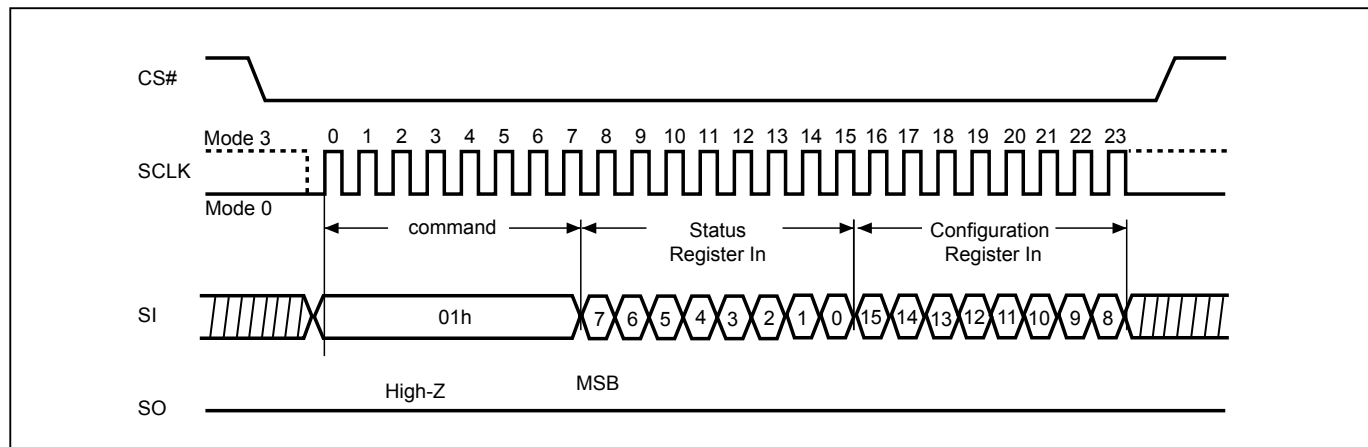 CS#
Mode 3
0 1 2 3 4 5 6 7 8 9 10 11 12 13 14 15 16 17 18 19 20 21 22 23
SCLK
Mode 0
command
Status
Register In
Configuration
Register In
SI
01h
7 6 5 4 3 2 1 0 15 14 13 12 11 10 9 8
High-Z
MSB
SO